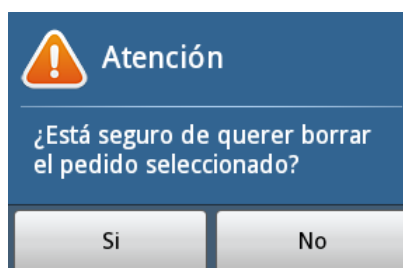 Atención
¿Está seguro de querer borrar
el pedido seleccionado?
Si
No